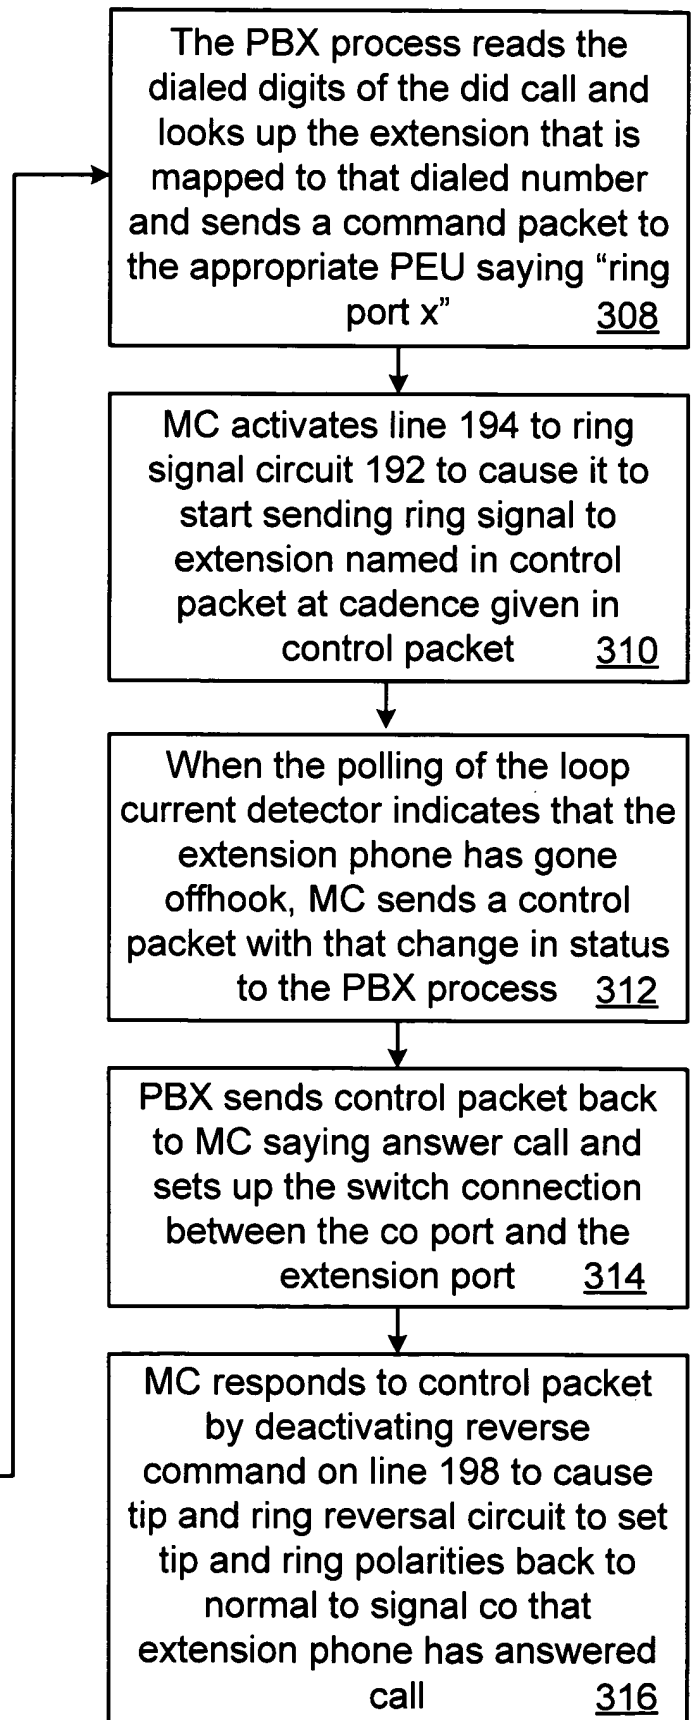 The PBX process reads the
dialed digits of the did call and
looks up the extension that is
mapped to that dialed number
and sends a command packet to
the appropriate PEU saying “ring
port x” 308
MC activates line 194 to ring
signal circuit 192 to cause it to
start sending ring signal to
extension named in control
packet at cadence given in
control packet 310
When the polling of the loop
current detector indicates that the
extension phone has gone
offhook, MC sends a control
packet with that change in status
to the PBX process 312
PBX sends control packet back
to MC saying answer call and
sets up the switch connection
between the co port and the
extension port 314
MC responds to control packet
by deactivating reverse
command on line 198 to cause
tip and ring reversal circuit to set
tip and ring polarities back to
normal to signal co that
extension phone has answered
call 316